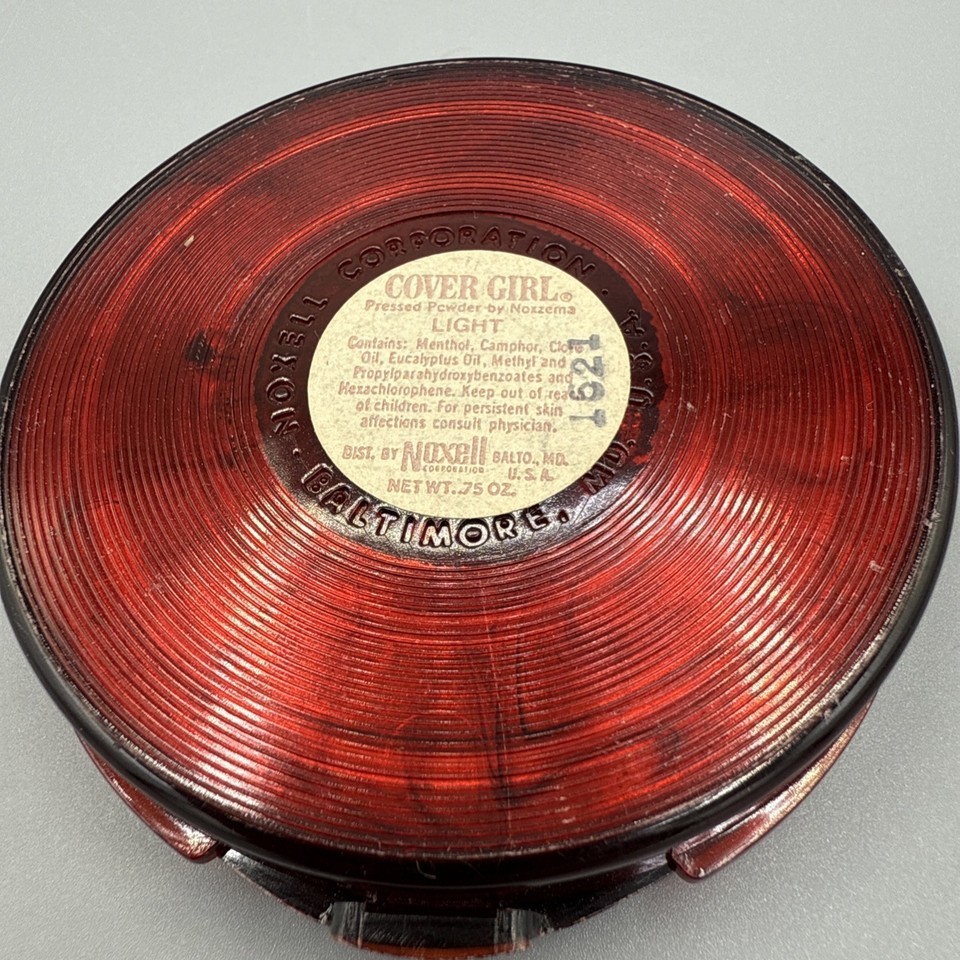 NOXELL CORPORATION · BALTIMORE, MD. U.S.A. ·
COVER GIRL®
Pressed Powder by Noxzema
LIGHT
Contains: Menthol, Camphor, Clove
Oil, Eucalyptus Oil, Methyl and
Propylparahydroxybenzoates and
Hexachlorophene. Keep out of reach
of children. For persistent skin
affections consult physician.
DIST. BY Noxell BALTO., MD.
CORPORATION U.S.A.
NET WT. .75 OZ.
1621